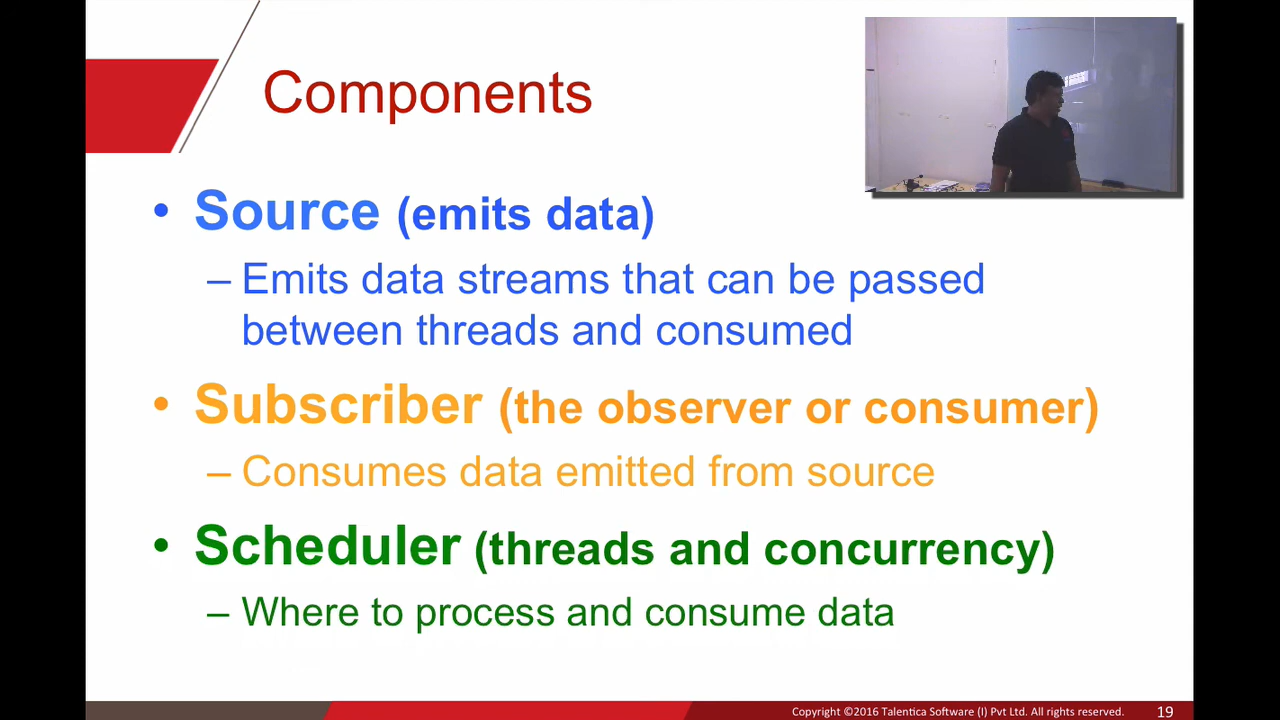 Components
• Source (emits data)
– Emits data streams that can be passed
between threads and consumed
• Subscriber (the observer or consumer)
– Consumes data emitted from source
• Scheduler (threads and concurrency)
– Where to process and consume data
Copyright ©2016 Talentica Software (I) Pvt Ltd. All rights reserved. 19